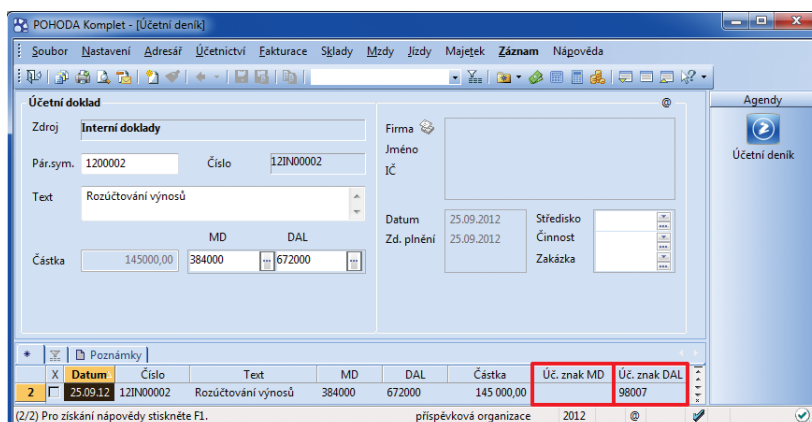 POHODA Komplet - [Účetní deník]
Soubor Nastavení Adresář Účetnictví Fakturace Sklady Mzdy Jízdy Majetek Záznam Nápověda
Účetní doklad @
Zdroj Interní doklady
Pár.sym. 1200002 Číslo 12IN00002
Text Rozúčtování výnosů
MD DAL
Částka 145000,00 384000 ... 672000 ...
Firma
Jméno
IČ
Datum 25.09.2012 Středisko
Zd. plnění 25.09.2012 Činnost
Zakázka
Agendy
Účetní deník
* Poznámky
X Datum Číslo Text MD DAL Částka Úč. znak MD Úč. znak DAL
2 25.09.12 12IN00002 Rozúčtování výnosů 384000 672000 145 000,00 98007
(2/2) Pro získání nápovědy stiskněte F1. příspěvková organizace 2012 @